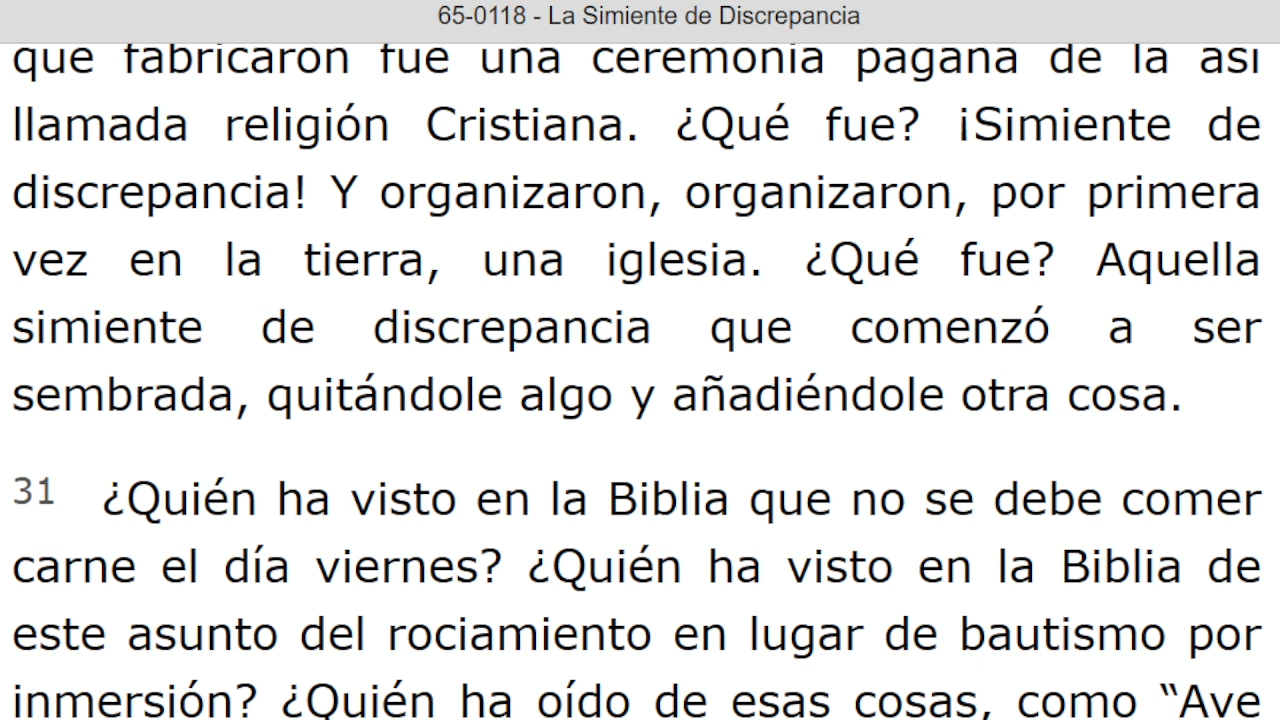 65-0118 - La Simiente de Discrepancia
que fabricaron fue una ceremonia pagana de la así
llamada religión Cristiana. ¿Qué fue? ¡Simiente de
discrepancia! Y organizaron, organizaron, por primera
vez en la tierra, una iglesia. ¿Qué fue? Aquella
simiente de discrepancia que comenzó a ser
sembrada, quitándole algo y añadiéndole otra cosa.
31 ¿Quién ha visto en la Biblia que no se debe comer
carne el día viernes? ¿Quién ha visto en la Biblia de
este asunto del rociamiento en lugar de bautismo por
inmersión? ¿Quién ha oído de esas cosas, como “Ave